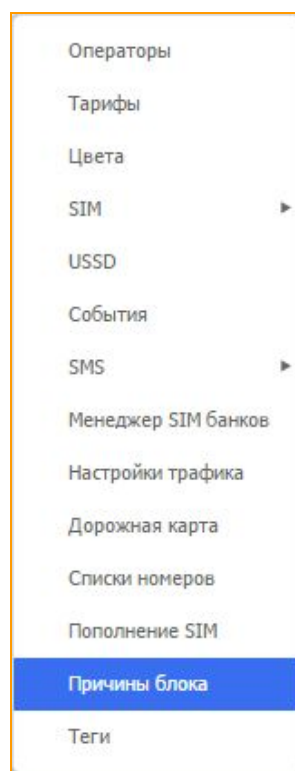 Операторы
Тарифы
Цвета
SIM
USSD
События
SMS
Менеджер SIM банков
Настройки трафика
Дорожная карта
Списки номеров
Пополнение SIM
Причины блока
Теги